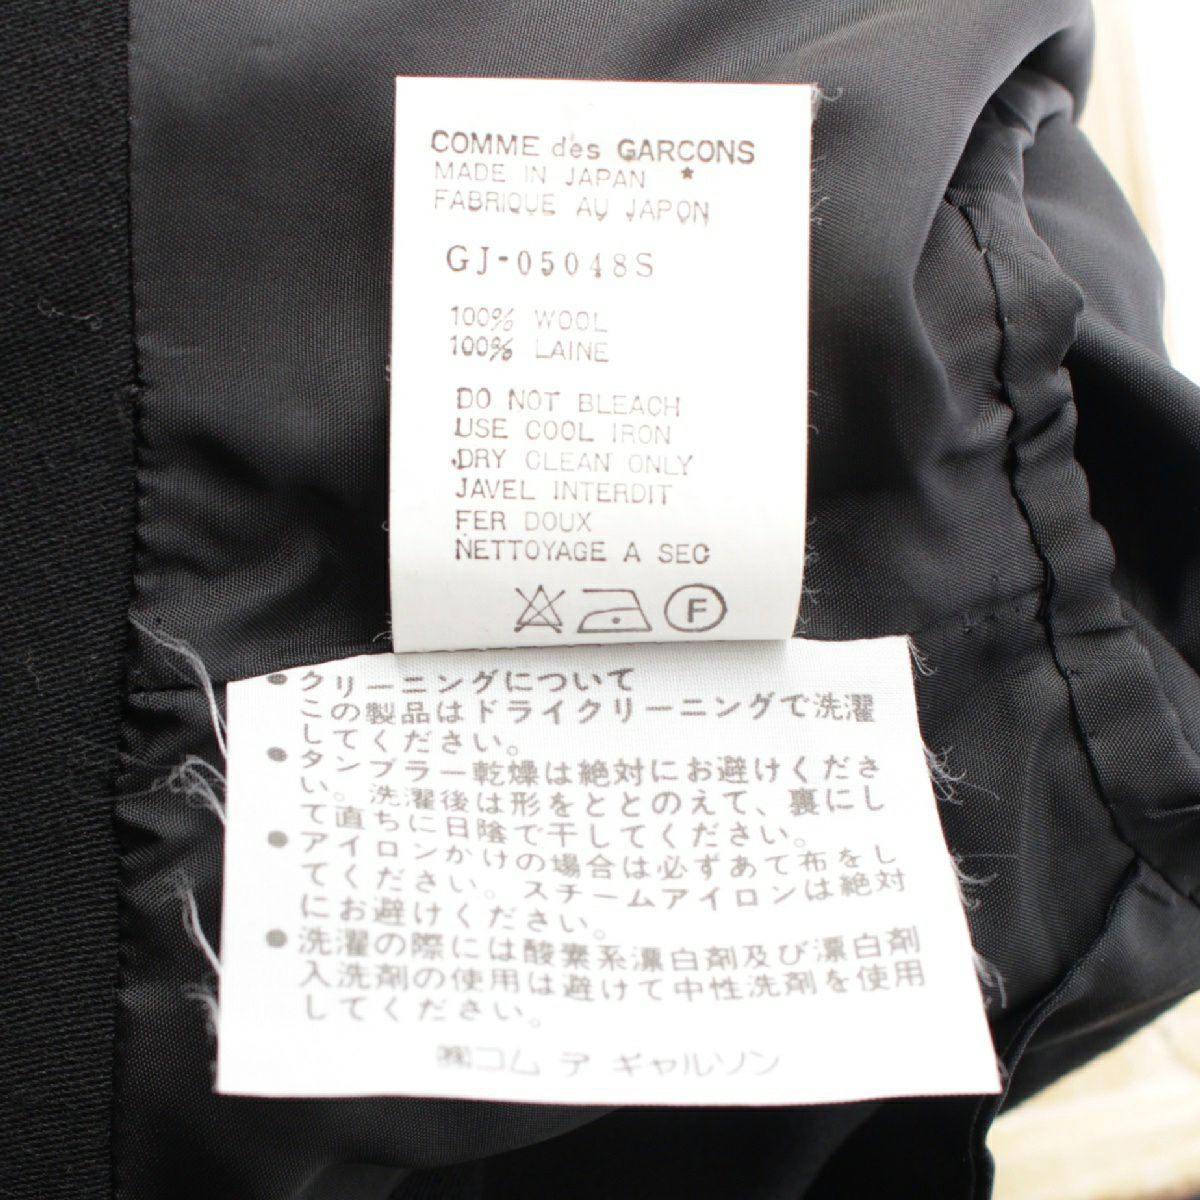 COMME des GARCONS
MADE IN JAPAN *
FABRIQUE AU JAPON
GJ-05048S
100% WOOL
100% LAINE
DO NOT BLEACH
USE COOL IRON
DRY CLEAN ONLY
JAVEL INTERDIT
FER DOUX
NETTOYAGE A SEC
F
●クリーニングについて
この製品はドライクリーニングで洗濯
してください。
●タンブラー乾燥は絶対にお避けくださ
い。洗濯後は形をととのえて、裏にし
て直ちに日陰で干してください。
●アイロンかけの場合は必ずあて布をし
てください。スチームアイロンは絶対
にお避けください。
●洗濯の際には酸素系漂白剤及び漂白剤
入洗剤の使用は避けて中性洗剤を使用
してください。
㈱コム デ ギャルソン